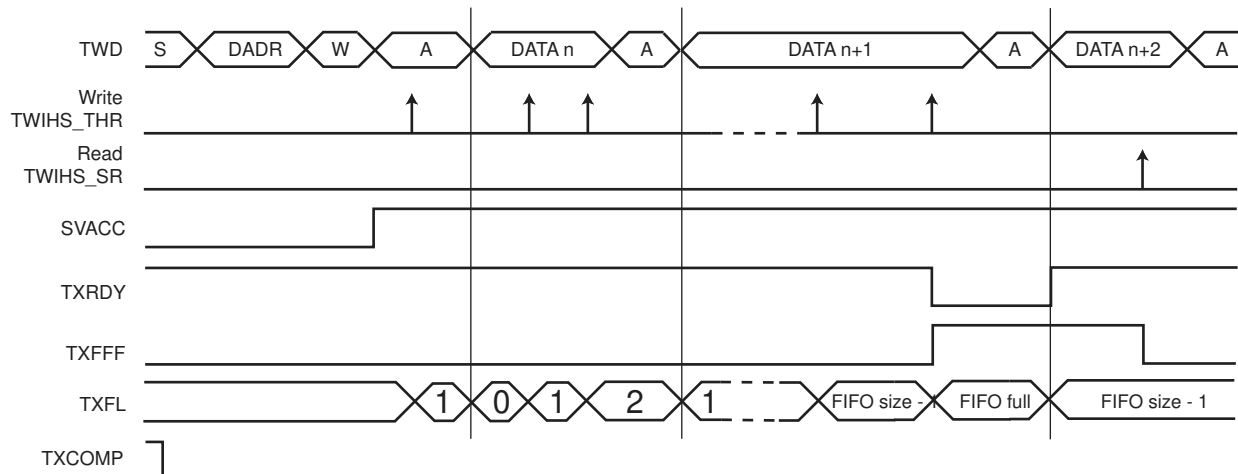 TWD S DADR W A DATA n A DATA n+1 A DATA n+2 A
Write
TWIHS_THR
Read
TWIHS_SR
SVACC
TXRDY
TXFFF
TXFL 1 0 1 2 1 FIFO size - 1 FIFO full FIFO size - 1
TXCOMP